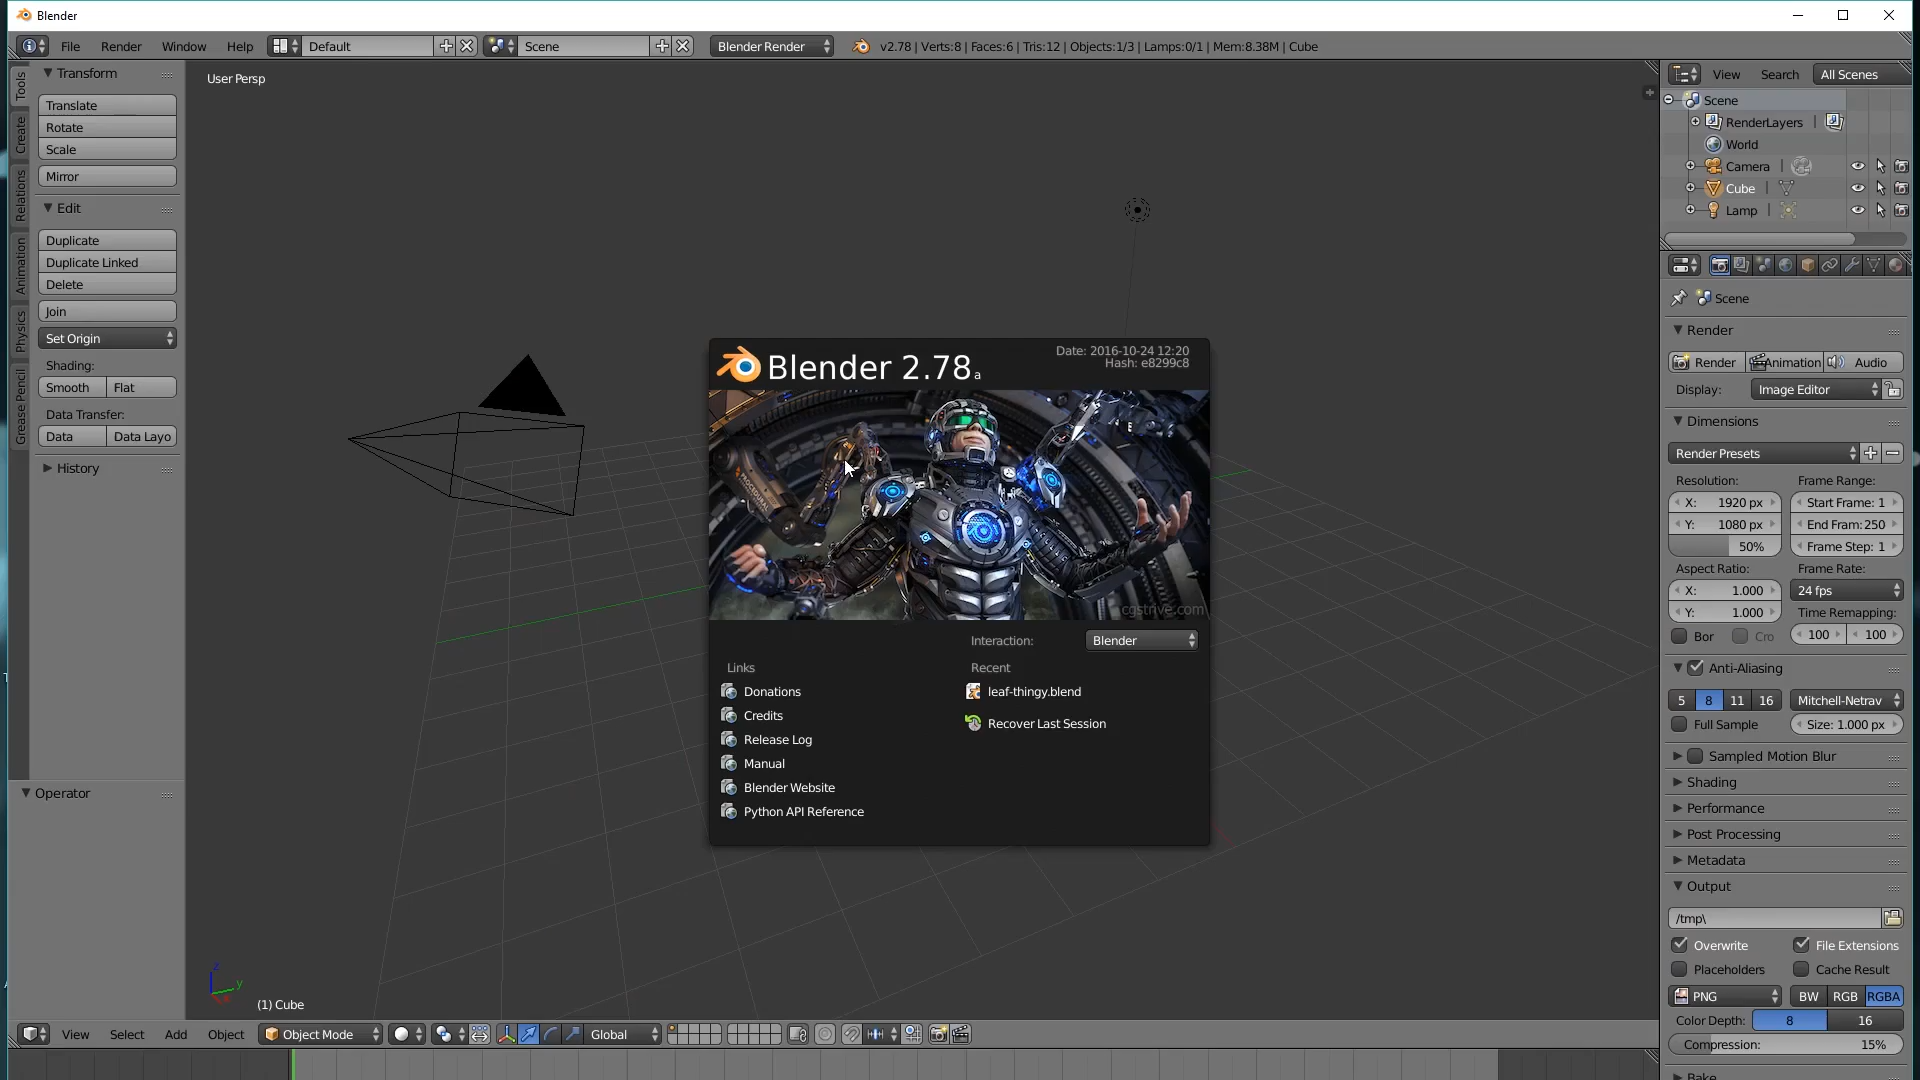 Blender
File Render Window Help Default Scene Blender Render v2.78 | Verts:8 | Faces:6 | Tris:12 | Objects:1/3 | Lamps:0/1 | Mem:8.38M | Cube
Tools
Create
Relations
Animation
Physics
Grease Pencil
Transform
Translate
Rotate
Scale
Mirror
Edit
Duplicate
Duplicate Linked
Delete
Join
Set Origin
Shading:
Smooth Flat
Data Transfer:
Data Data Layo
History
Operator
User Persp
Blender 2.78a
Date: 2016-10-24 12:20
Hash: e8299c8
cgstrive.com
Interaction: Blender
Links
Donations
Credits
Release Log
Manual
Blender Website
Python API Reference
Recent
leaf-thingy.blend
Recover Last Session
z
y
x
(1) Cube
View Select Add Object Object Mode Global
View Search All Scenes
Scene
RenderLayers
World
Camera
Cube
Lamp
Scene
Render
Render Animation Audio
Display: Image Editor
Dimensions
Render Presets
Resolution: Frame Range:
X: 1920 px Start Frame: 1
Y: 1080 px End Fram: 250
50% Frame Step: 1
Aspect Ratio: Frame Rate:
X: 1.000 24 fps
Y: 1.000 Time Remapping:
Bor Cro 100 100
Anti-Aliasing
5 8 11 16 Mitchell-Netrav
Full Sample Size: 1.000 px
Sampled Motion Blur
Shading
Performance
Post Processing
Metadata
Output
/tmp\
Overwrite File Extensions
Placeholders Cache Result
PNG BW RGB RGBA
Color Depth: 8 16
Compression: 15%
Bake